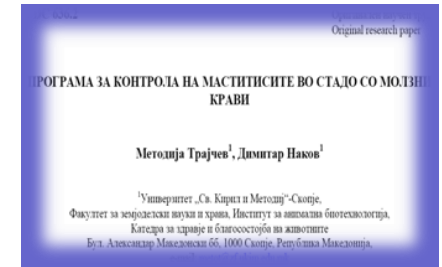 Original research paper
ПРОГРАМА ЗА КОНТРОЛА НА МАСТИТИСИТЕ ВО СТАДО СО МОЛЗНИ
КРАВИ
Методија Трајчев¹, Димитар Наков¹
¹Универзитет „Св. Кирил и Методиј“-Скопје,
Факултет за земјоделски науки и храна, Институт за анимална биотехнологија,
Катедра за здравје и благосостојба на животните
Бул. Александар Македонски бб, 1000 Скопје, Република Македонија,